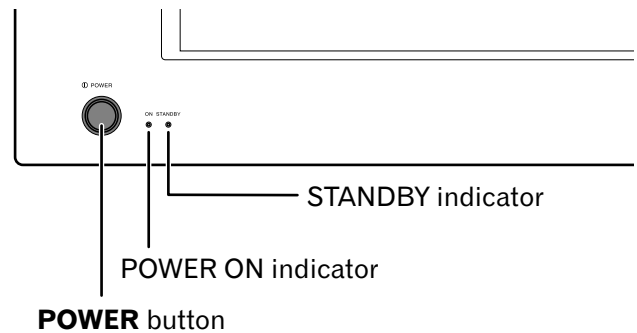 POWER
ON STANDBY
STANDBY indicator
POWER ON indicator
POWER button